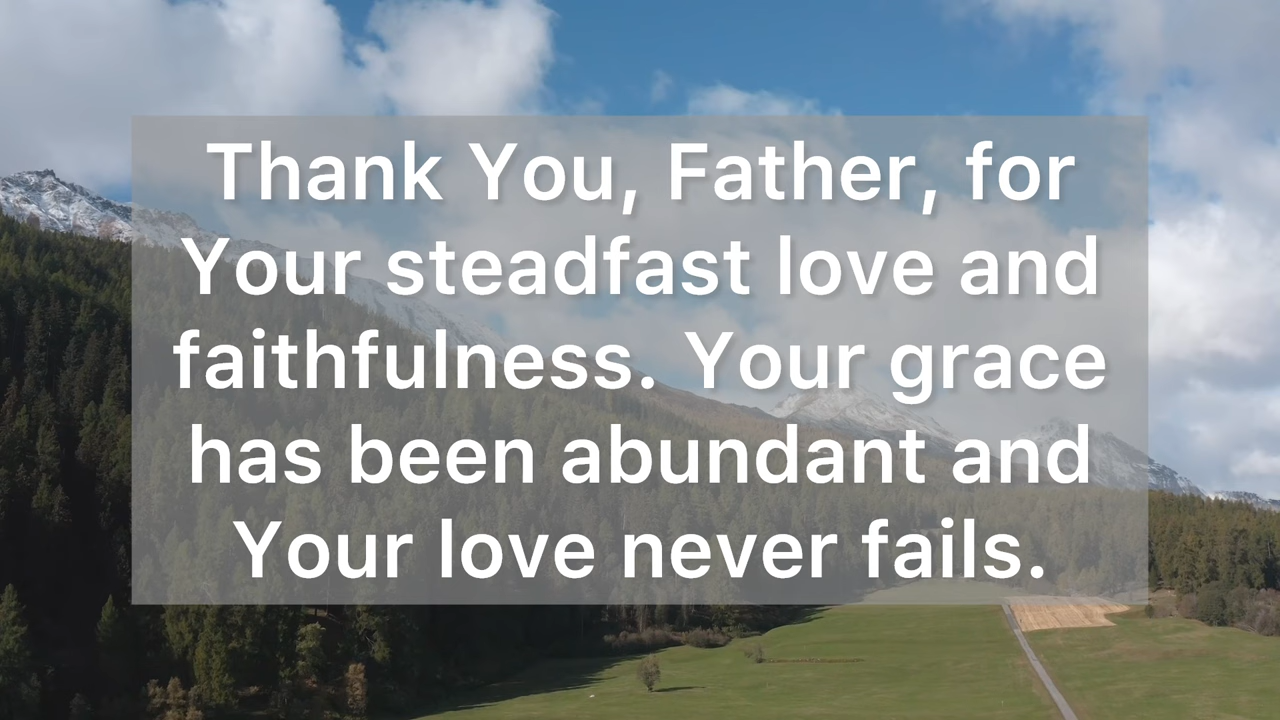 Thank You, Father, for
Your steadfast love and
faithfulness. Your grace
has been abundant and
Your love never fails.